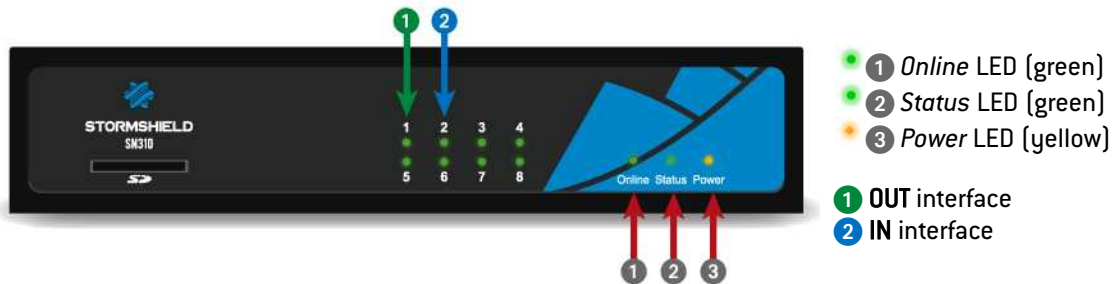 1 2
STORMSHIELD
SN310
SD
1 2 3 4
5 6 7 8
Online Status Power
1 2 3
1 Online LED (green)
2 Status LED (green)
3 Power LED (yellow)
1 OUT interface
2 IN interface